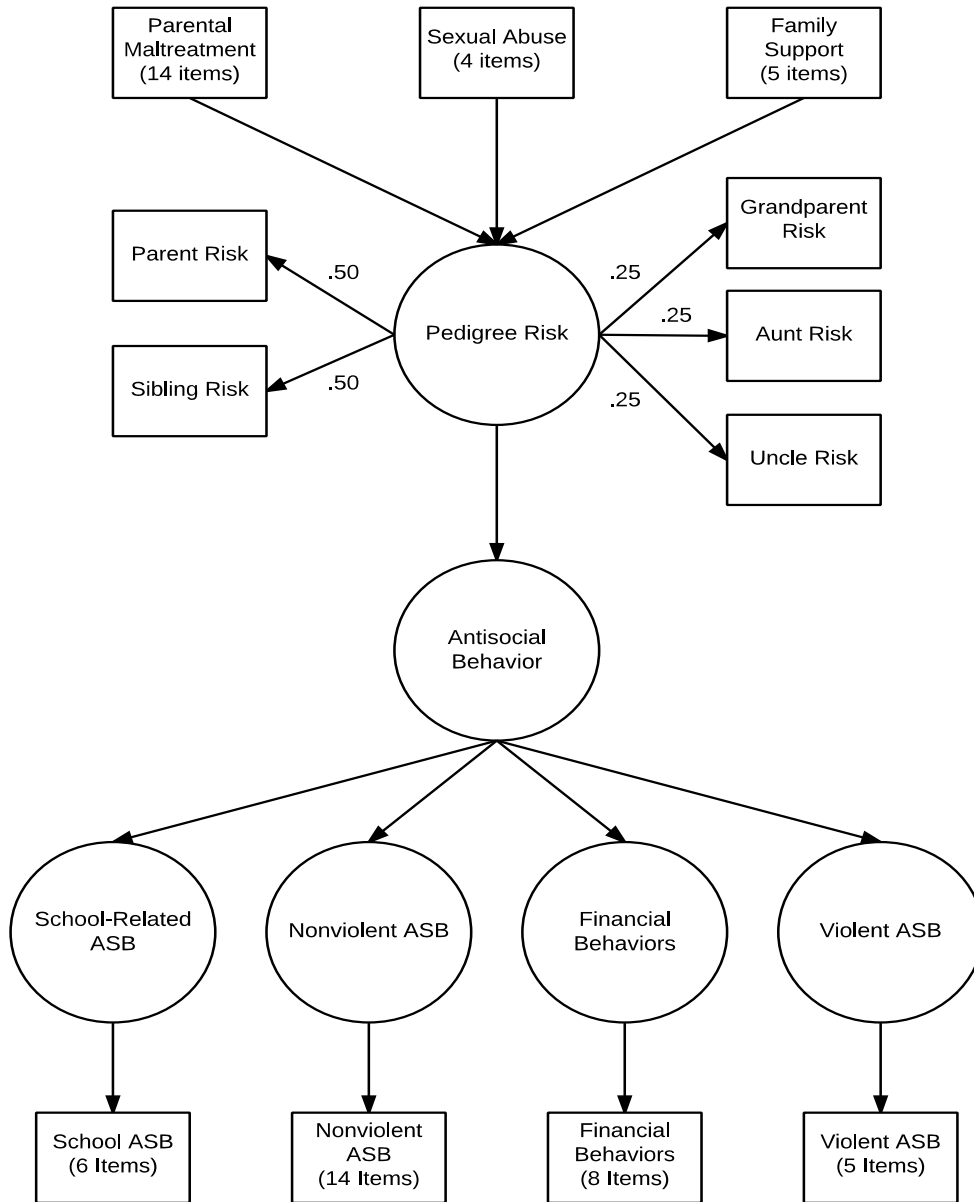 Parental
Maltreatment
(14 items)
Sexual Abuse
(4 items)
Family
Support
(5 items)
Grandparent
Risk
Parent Risk
.50
.25
Pedigree Risk
.25
Aunt Risk
Sibling Risk
.50
.25
Uncle Risk
Antisocial
Behavior
School-Related
ASB
Nonviolent ASB
Financial
Behaviors
Violent ASB
School ASB
(6 Items)
Nonviolent
ASB
(14 Items)
Financial
Behaviors
(8 Items)
Violent ASB
(5 Items)